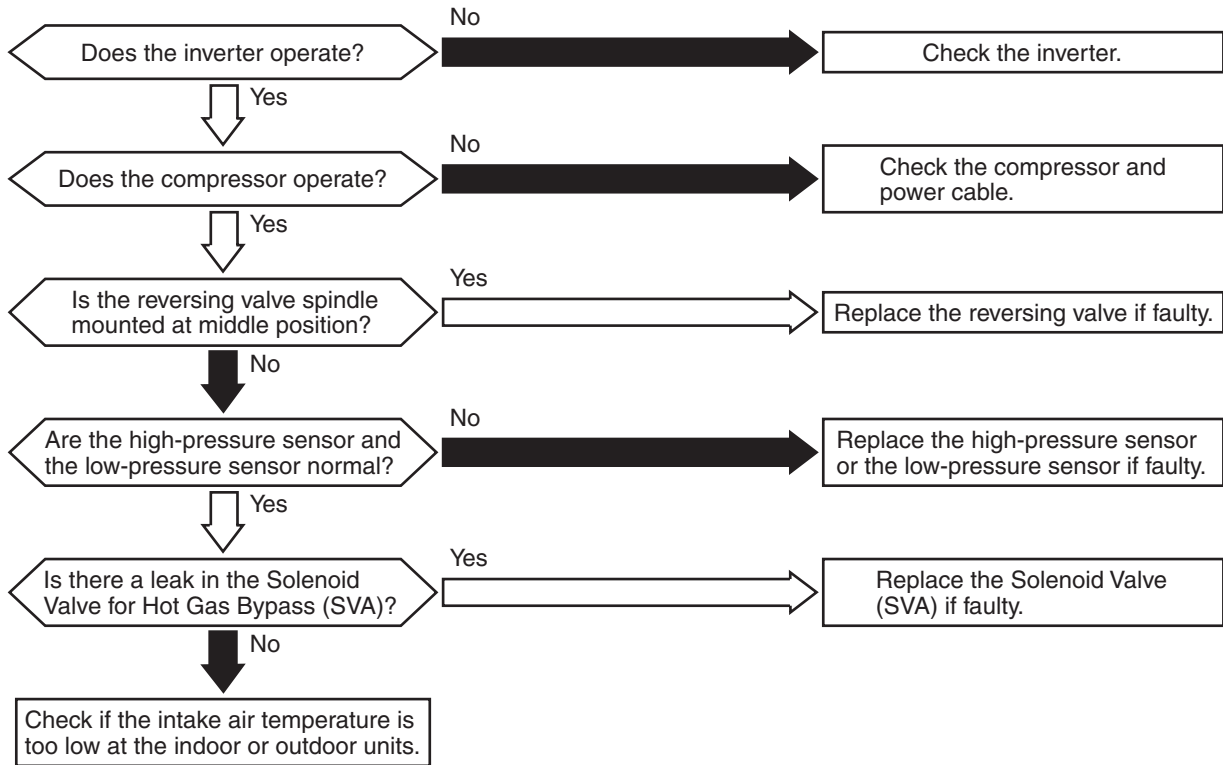 No
Does the inverter operate?
Check the inverter.
Yes
No
Does the compressor operate?
Check the compressor and
power cable.
Yes
Yes
Is the reversing valve spindle
mounted at middle position?
Replace the reversing valve if faulty.
No
No
Are the high-pressure sensor and
the low-pressure sensor normal?
Replace the high-pressure sensor
or the low-pressure sensor if faulty.
Yes
Yes
Is there a leak in the Solenoid
Valve for Hot Gas Bypass (SVA)?
Replace the Solenoid Valve
(SVA) if faulty.
No
Check if the intake air temperature is
too low at the indoor or outdoor units.